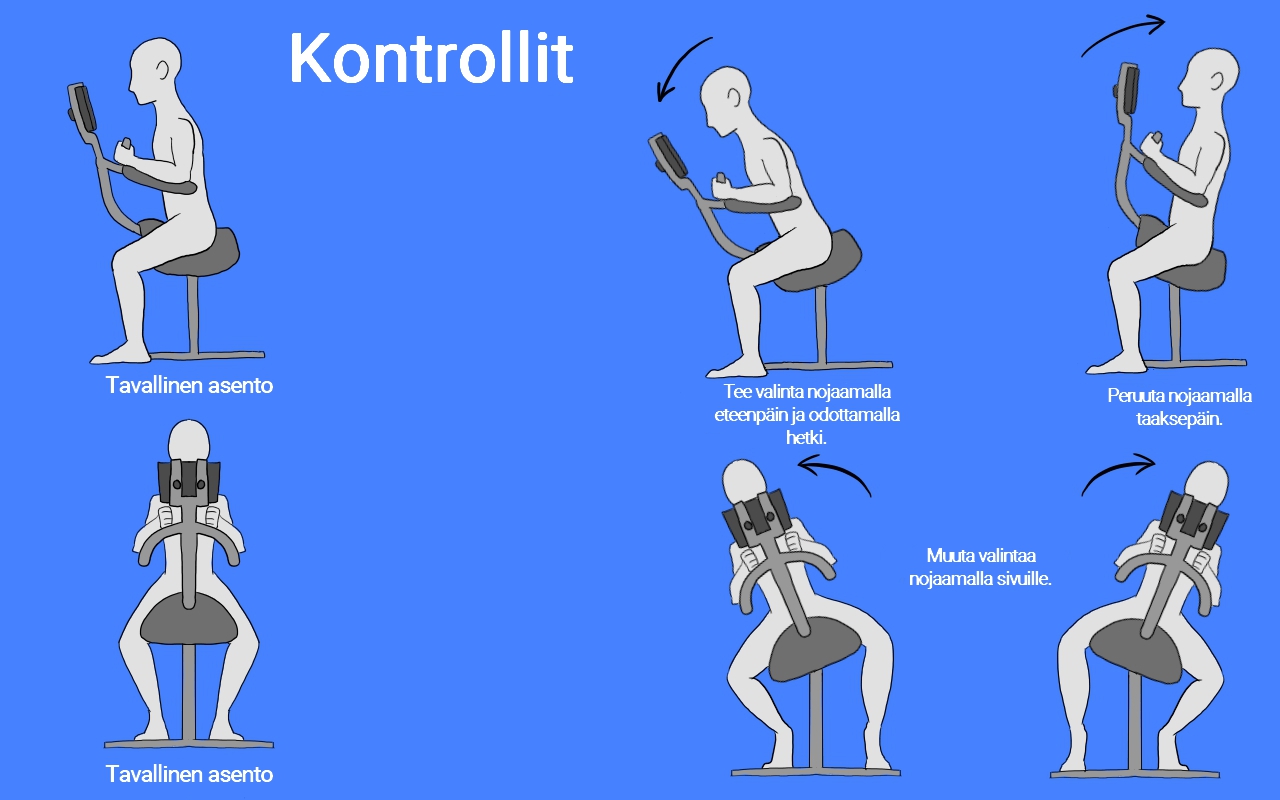 Kontrollit
Tavallinen asento
Tee valinta nojaamalla
eteenpäin ja odottamalla
hetki.
Peruuta nojaamalla
taaksepäin.
Muuta valintaa
nojaamalla sivuille.
Tavallinen asento